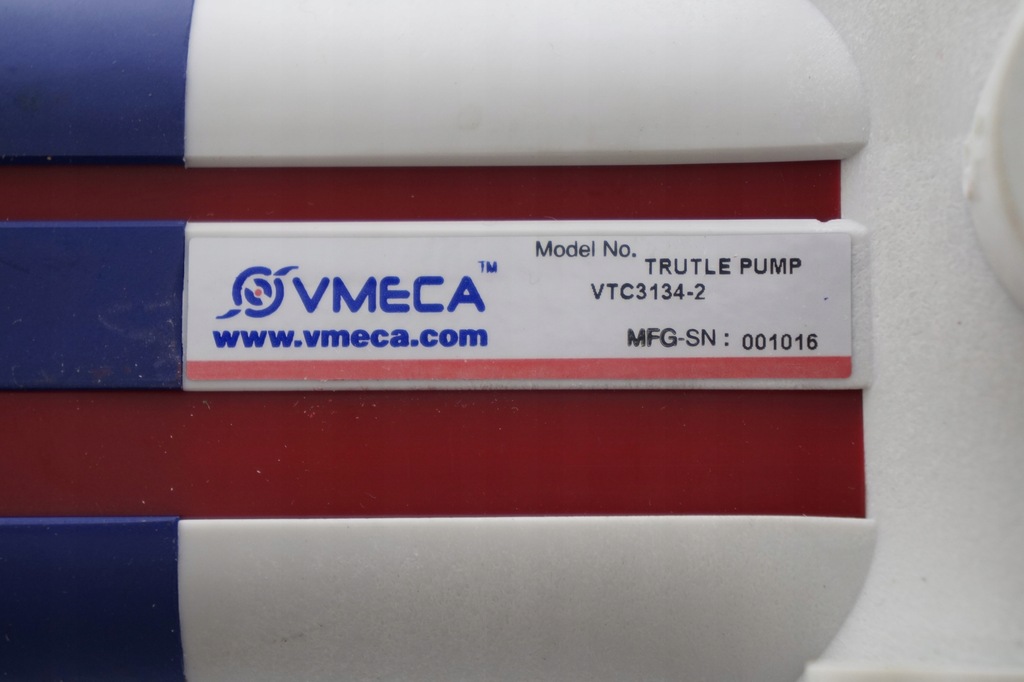 VMECA™
www.vmeca.com
Model No. TRUTLE PUMP
VTC3134-2
MFG-SN : 001016